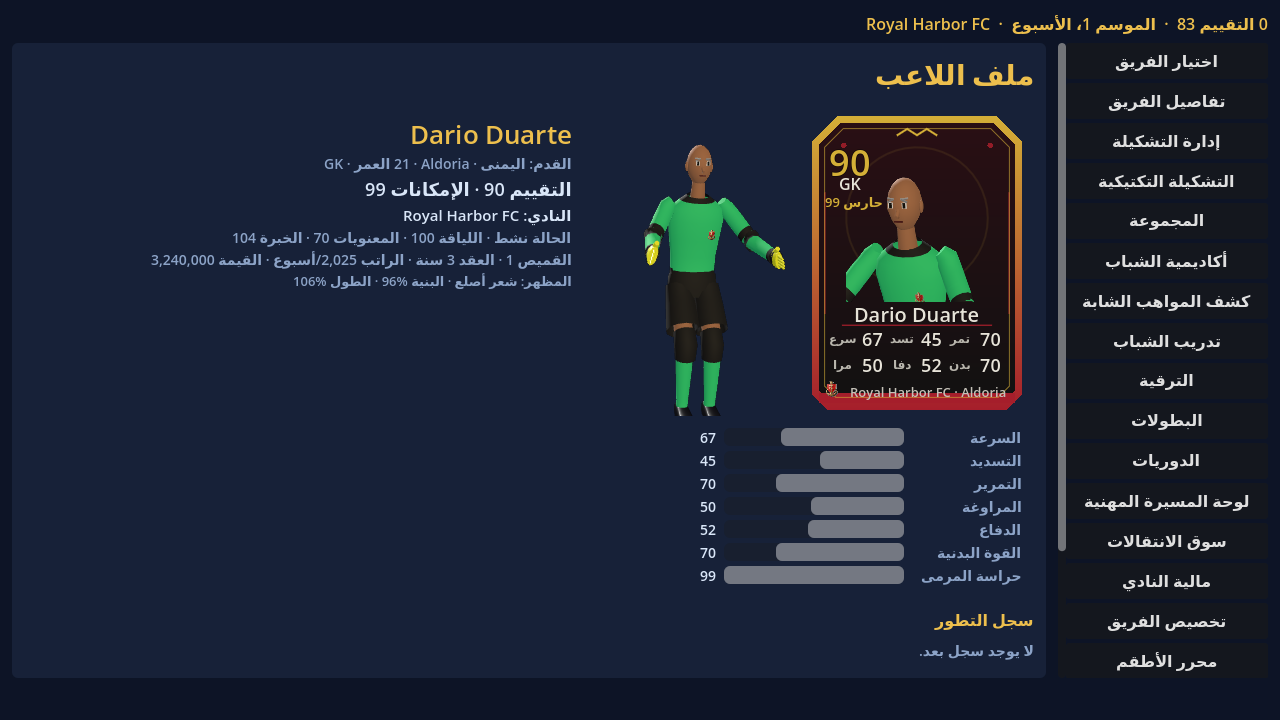 Royal Harbor FC · الموسم 1، الأسبوع 0 التقييم 83 ·
اختيار الفريق
تفاصيل الفريق
إدارة التشكيلة
التشكيلة التكتيكية
المجموعة
أكاديمية الشباب
كشف المواهب الشابة
تدريب الشباب
الترقية
البطولات
الدوريات
لوحة المسيرة المهنية
سوق الانتقالات
مالية النادي
تخصيص الفريق
محرر الأطقم
ملف اللاعب
90
GK
حارس 99
Dario Duarte
سرع 67 تسد 45 تمر 70
مرا 50 دفا 52 بدن 70
Royal Harbor FC · Aldoria
Dario Duarte
GK · العمر 21 · Aldoria · القدم: اليمنى
التقييم 90 · الإمكانات 99
النادي: Royal Harbor FC
الحالة نشط · اللياقة 100 · المعنويات 70 · الخبرة 104
القميص 1 · العقد 3 سنة · الراتب 2,025/أسبوع · القيمة 3,240,000
المظهر: شعر أصلع · البنية 96% · الطول 106%
السرعة 67
التسديد 45
التمرير 70
المراوغة 50
الدفاع 52
القوة البدنية 70
حراسة المرمى 99
سجل التطور
لا يوجد سجل بعد.